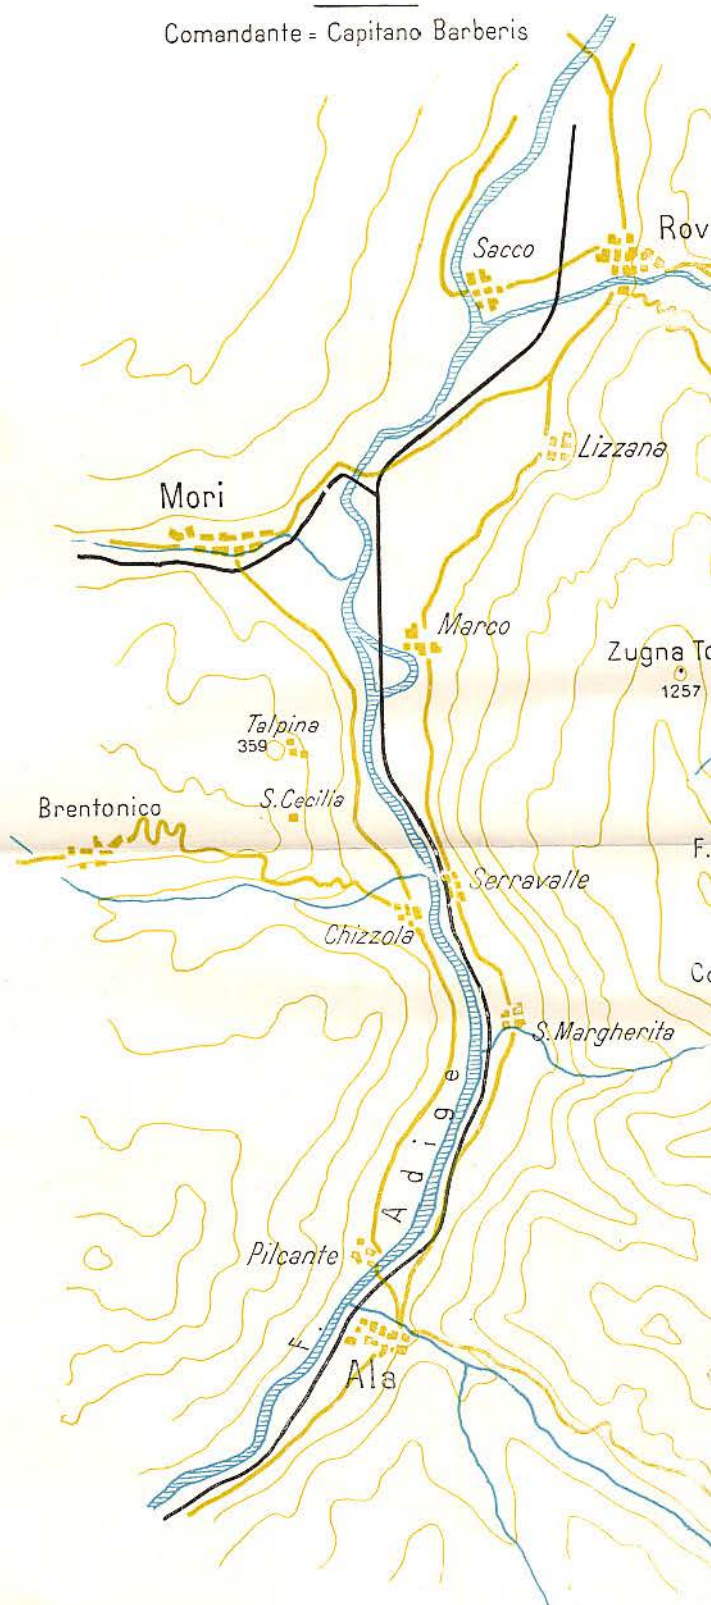 Comandante = Capitano Barberis
Rov
Sacco
Lizzana
Mori
Marco
Zugna To
1257
Talpina
359
S. Cecilia
Brentonico
F.
Serravalle
Chizzola
Co
S. Margherita
F. Adige
Pilcante
Ala